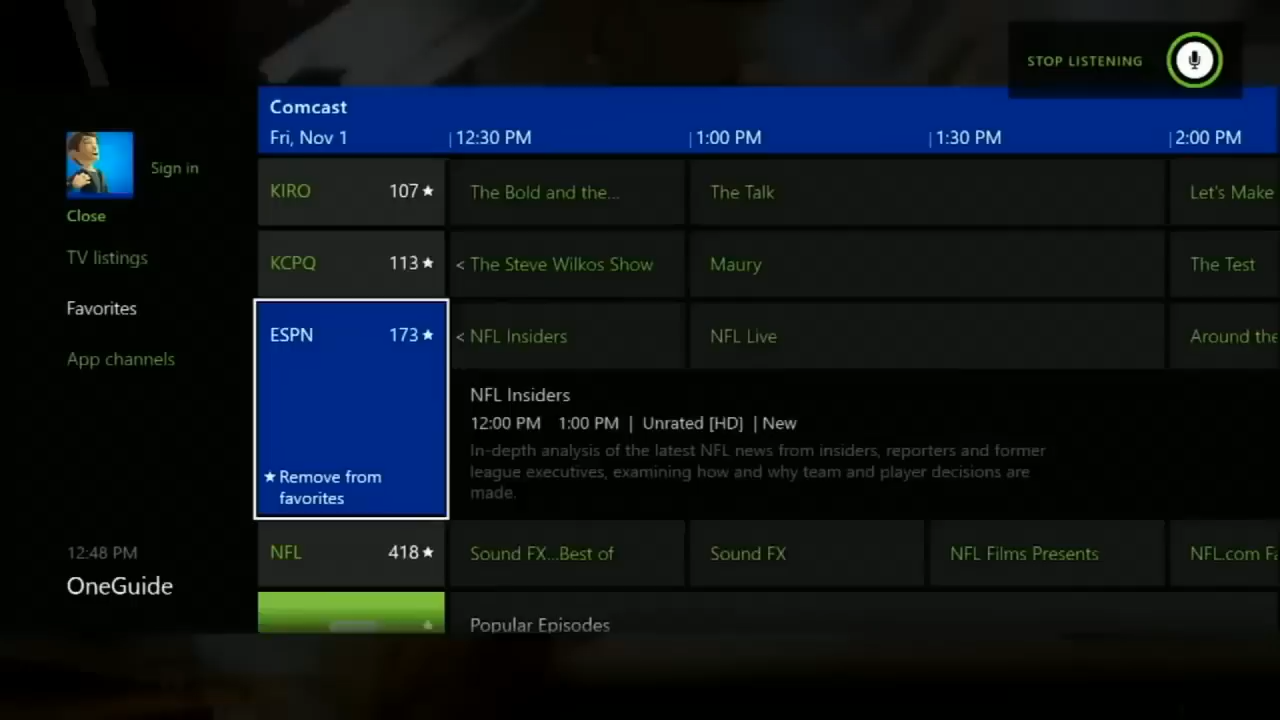 STOP LISTENING
Comcast
Fri, Nov 1 12:30 PM 1:00 PM 1:30 PM 2:00 PM
Sign in
Close
TV listings
Favorites
App channels
12:48 PM
OneGuide
KIRO 107★ The Bold and the... The Talk Let's Make
KCPQ 113★ < The Steve Wilkos Show Maury The Test
ESPN 173★ < NFL Insiders NFL Live Around the
★ Remove from
favorites
NFL Insiders
12:00 PM 1:00 PM | Unrated [HD] | New
In-depth analysis of the latest NFL news from insiders, reporters and former
league executives, examining how and why team and player decisions are
made.
NFL 418★ Sound FX...Best of Sound FX NFL Films Presents NFL.com Fa
Popular Episodes